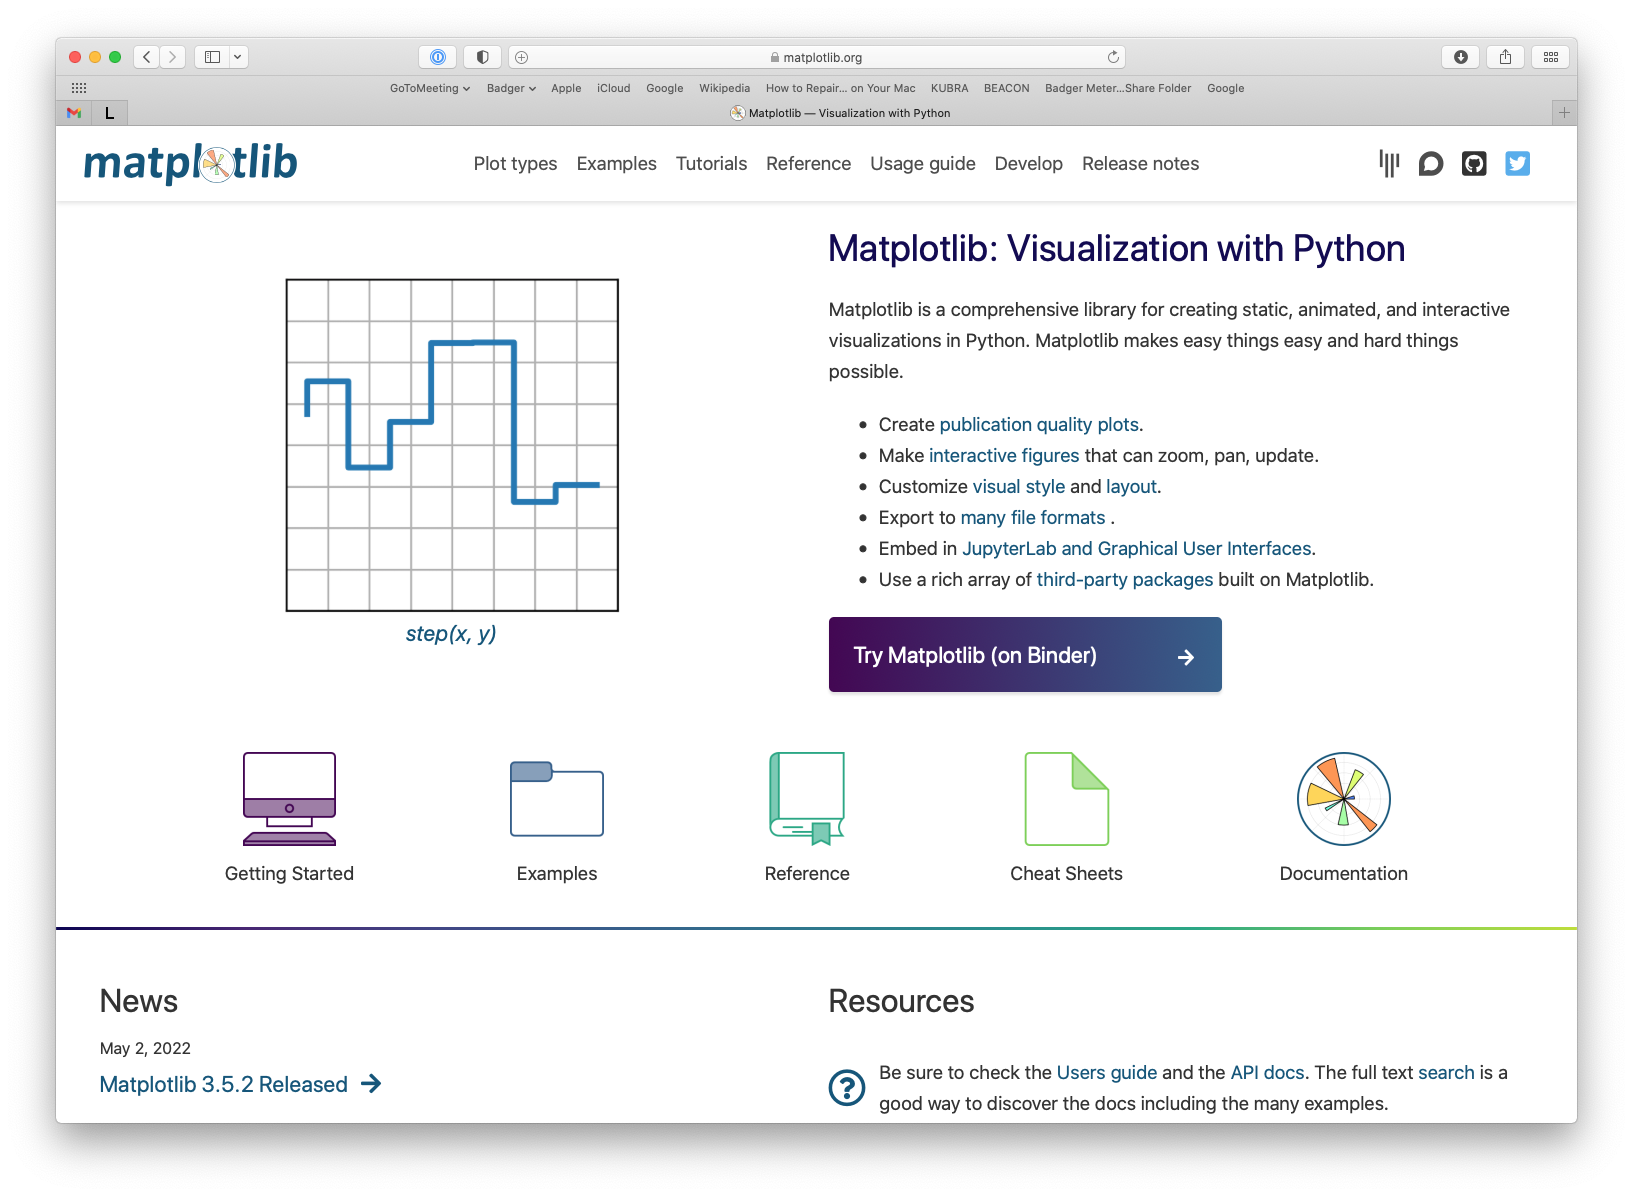 matplotlib.org
GoToMeeting Badger Apple iCloud Google Wikipedia How to Repair... on Your Mac KUBRA BEACON Badger Meter...Share Folder Google
L Matplotlib — Visualization with Python
matplotlib Plot types Examples Tutorials Reference Usage guide Develop Release notes
Matplotlib: Visualization with Python
Matplotlib is a comprehensive library for creating static, animated, and interactive
visualizations in Python. Matplotlib makes easy things easy and hard things
possible.
• Create publication quality plots.
• Make interactive figures that can zoom, pan, update.
• Customize visual style and layout.
• Export to many file formats .
• Embed in JupyterLab and Graphical User Interfaces.
• Use a rich array of third-party packages built on Matplotlib.
step(x, y)
Try Matplotlib (on Binder)
Getting Started Examples Reference Cheat Sheets Documentation
News
May 2, 2022
Matplotlib 3.5.2 Released
Resources
Be sure to check the Users guide and the API docs. The full text search is a
good way to discover the docs including the many examples.